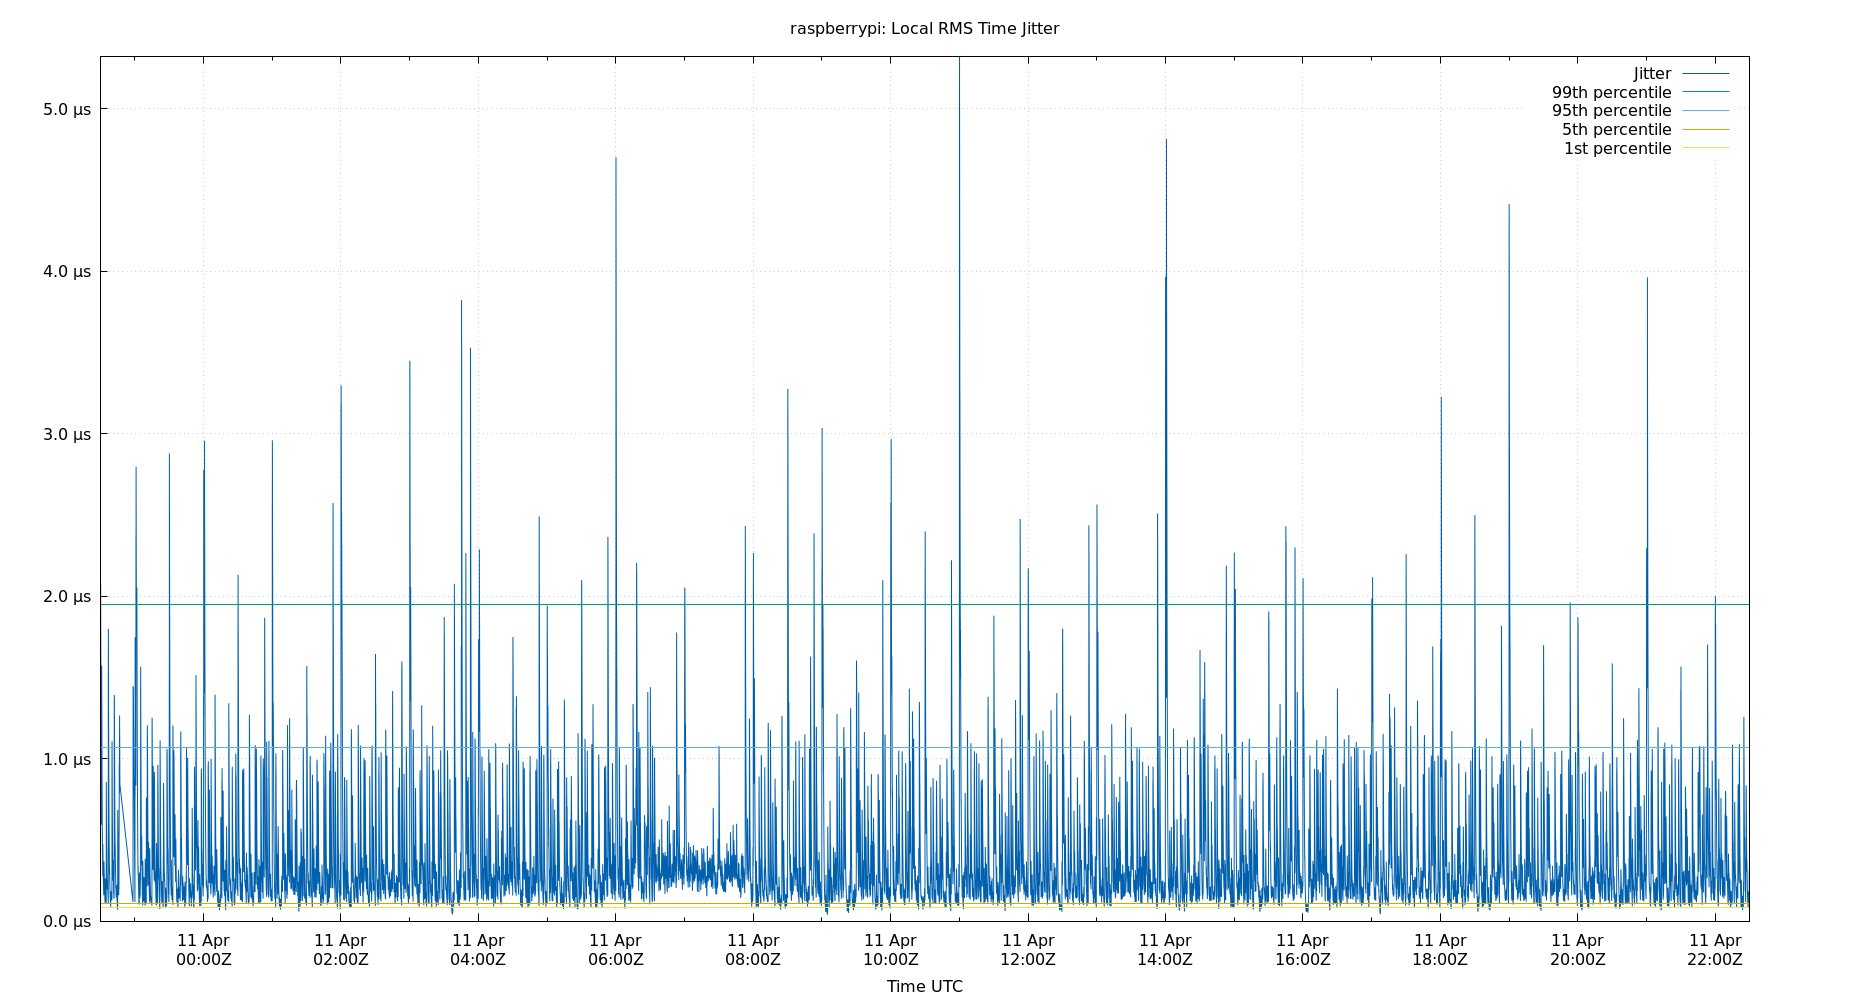 raspberrypi: Local RMS Time Jitter
Jitter
99th percentile
95th percentile
5th percentile
1st percentile
5.0 µs
4.0 µs
3.0 µs
2.0 µs
1.0 µs
0.0 µs
11 Apr 11 Apr 11 Apr 11 Apr 11 Apr 11 Apr 11 Apr 11 Apr 11 Apr 11 Apr 11 Apr 11 Apr
00:00Z 02:00Z 04:00Z 06:00Z 08:00Z 10:00Z 12:00Z 14:00Z 16:00Z 18:00Z 20:00Z 22:00Z
Time UTC